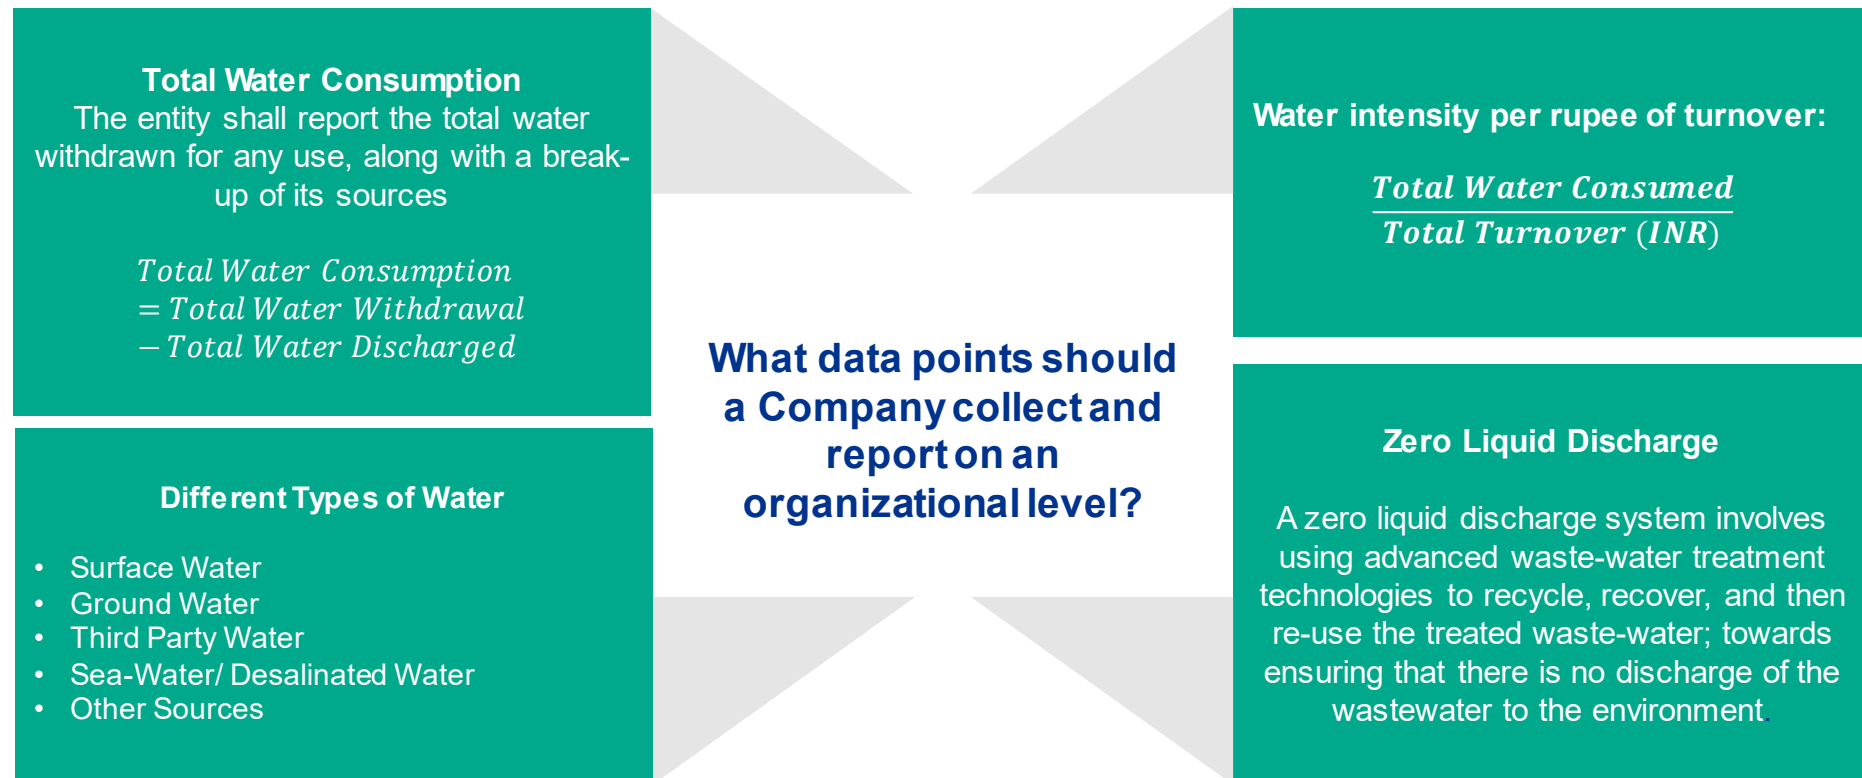 Total Water Consumption
The entity shall report the total water
withdrawn for any use, along with a break-
up of its sources
Total Water Consumption
= Total Water Withdrawal
− Total Water Discharged
Different Types of Water
• Surface Water
• Ground Water
• Third Party Water
• Sea-Water/ Desalinated Water
• Other Sources
What data points should
a Company collect and
report on an
organizational level?
Water intensity per rupee of turnover:
Total Water Consumed
Total Turnover (INR)
Zero Liquid Discharge
A zero liquid discharge system involves
using advanced waste-water treatment
technologies to recycle, recover, and then
re-use the treated waste-water; towards
ensuring that there is no discharge of the
wastewater to the environment.